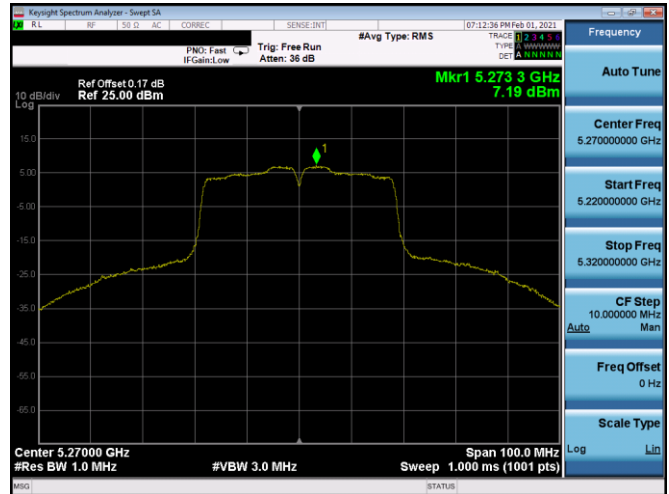 Keysight Spectrum Analyzer - Swept SA
RL RF 50 Ω AC CORREC SENSE:INT 07:12:36 PM Feb 01, 2021
#Avg Type: RMS
TRACE 1 2 3 4 5 6
TYPE A WWWWW
DET A N N N N N
PNO: Fast
IFGain:Low
Trig: Free Run
Atten: 36 dB
Mkr1 5.273 3 GHz
7.19 dBm
Ref Offset 0.17 dB
10 dB/div Ref 25.00 dBm
Log
1
15.0
5.00
-5.00
-15.0
-25.0
-35.0
-45.0
-55.0
-65.0
Center 5.27000 GHz Span 100.0 MHz
#Res BW 1.0 MHz #VBW 3.0 MHz Sweep 1.000 ms (1001 pts)
MSG STATUS
Frequency
Auto Tune
Center Freq
5.270000000 GHz
Start Freq
5.220000000 GHz
Stop Freq
5.320000000 GHz
CF Step
10.000000 MHz
Auto Man
Freq Offset
0 Hz
Scale Type
Log Lin